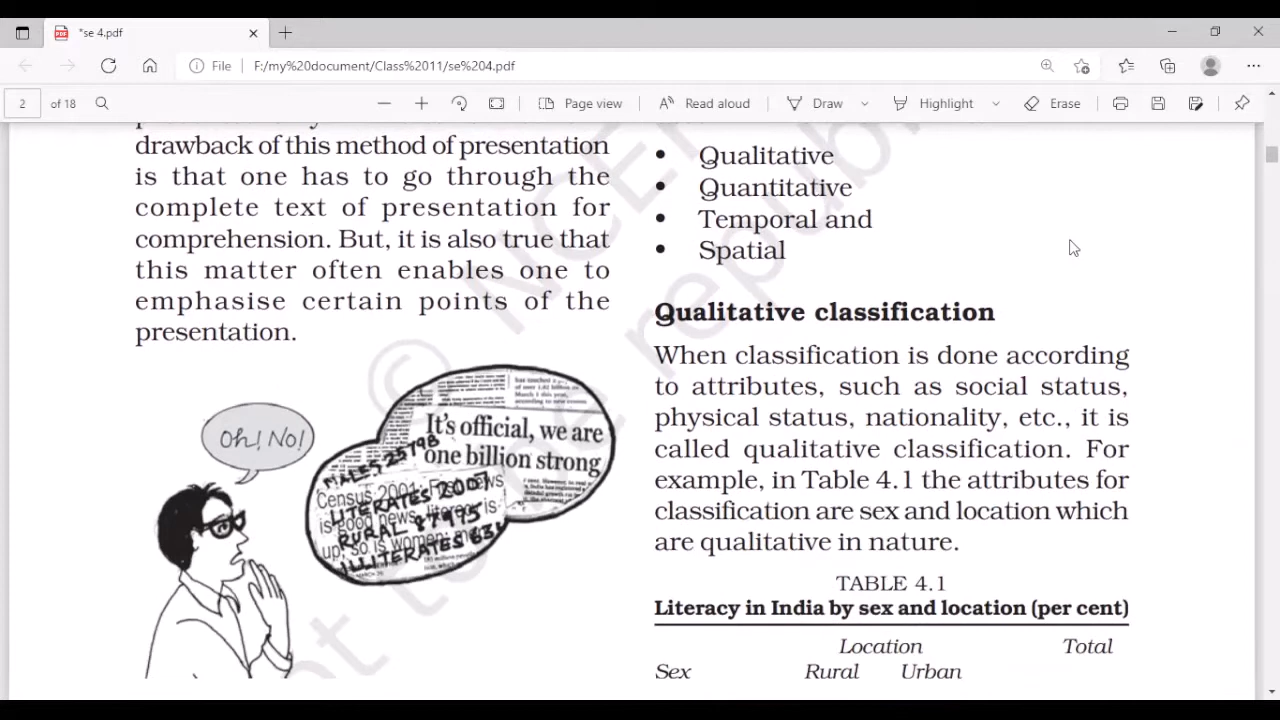 *se 4.pdf
File F:/my%20document/Class%2011/se%204.pdf
2 of 18 Page view Read aloud Draw Highlight Erase
drawback of this method of presentation
is that one has to go through the
complete text of presentation for
comprehension. But, it is also true that
this matter often enables one to
emphasise certain points of the
presentation.
Oh! No!
It's official, we are
one billion strong
MALES 25798
LITERATES 2007
RURAL 47975
• Qualitative
• Quantitative
• Temporal and
• Spatial
Qualitative classification
When classification is done according
to attributes, such as social status,
physical status, nationality, etc., it is
called qualitative classification. For
example, in Table 4.1 the attributes for
classification are sex and location which
are qualitative in nature.
TABLE 4.1
Literacy in India by sex and location (per cent)
Location Total
Sex Rural Urban